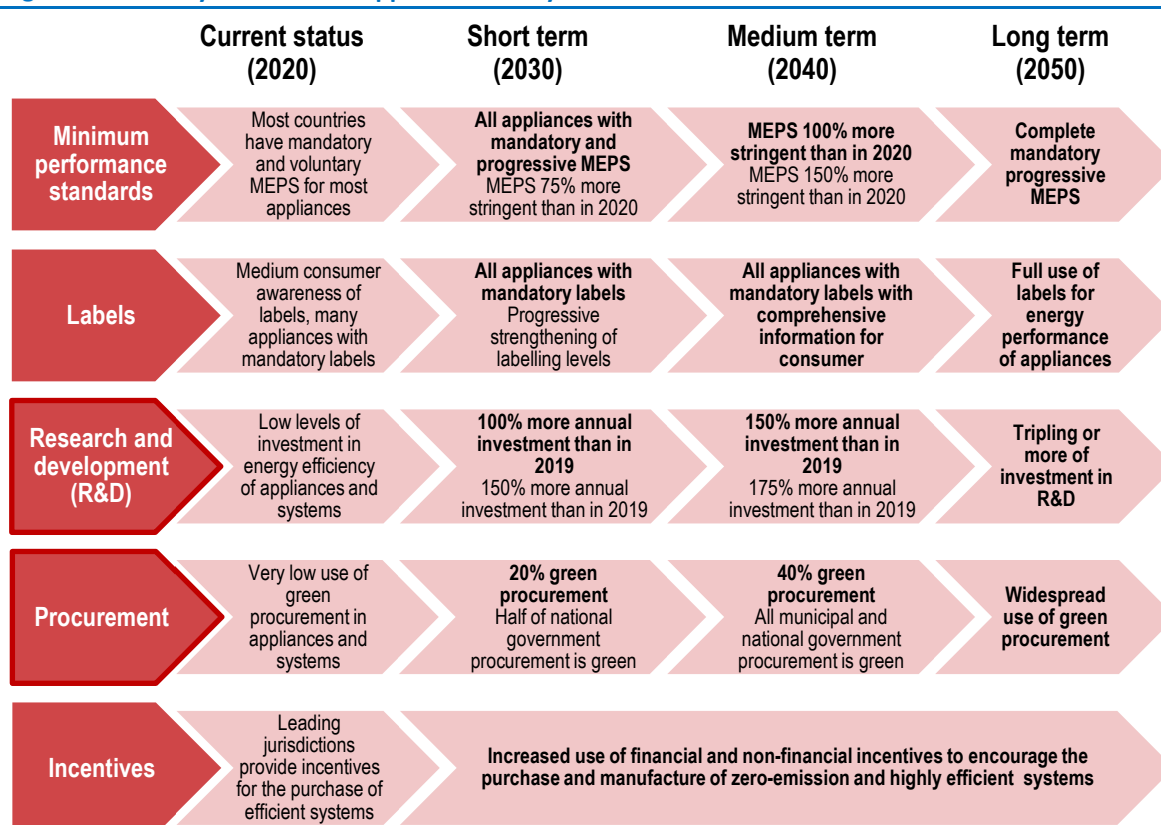 Current status
(2020)
Short term
(2030)
Medium term
(2040)
Long term
(2050)
Minimum
performance
standards
Most countries
have mandatory
and voluntary
MEPS for most
appliances
All appliances with
mandatory and
progressive MEPS
MEPS 75% more
stringent than in 2020
MEPS 100% more
stringent than in 2020
MEPS 150% more
stringent than in 2020
Complete
mandatory
progressive
MEPS
Labels
Medium consumer
awareness of
labels, many
appliances with
mandatory labels
All appliances with
mandatory labels
Progressive
strengthening of
labelling levels
All appliances with
mandatory labels with
comprehensive
information for
consumer
Full use of
labels for
energy
performance
of appliances
Research and
development
(R&D)
Low levels of
investment in
energy efficiency
of appliances and
systems
100% more annual
investment than in
2019
150% more annual
investment than in 2019
150% more annual
investment than in
2019
175% more annual
investment than in 2019
Tripling or
more of
investment in
R&D
Procurement
Very low use of
green
procurement in
appliances and
systems
20% green
procurement
Half of national
government
procurement is green
40% green
procurement
All municipal and
national government
procurement is green
Widespread
use of green
procurement
Incentives
Leading
jurisdictions
provide incentives
for the purchase of
efficient systems
Increased use of financial and non-financial incentives to encourage the
purchase and manufacture of zero-emission and highly efficient systems